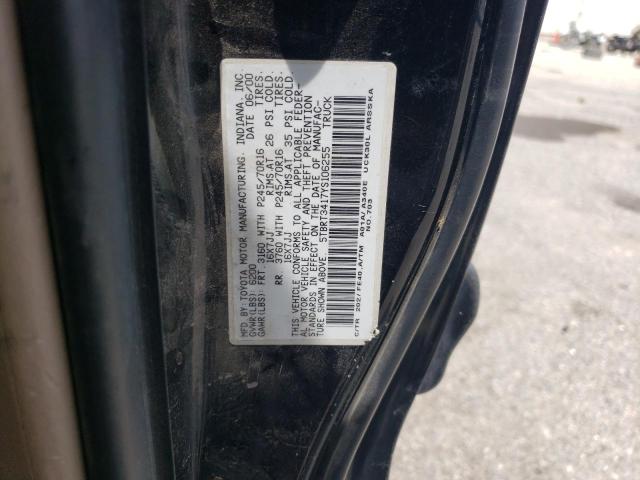 MFD BY:TOYOTA MOTOR MANUFACTURING, INDIANA, INC.
GVWR(LBS): 6200 DATE 06/00
GAWR(LBS): FRT 3160 WITH P245/70R16 TIRES,
16X7JJ RIMS,AT 26 PSI COLD.
RR 3760 WITH P245/70R16 TIRES,
16X7JJ RIMS,AT 35 PSI COLD.
THIS VEHICLE CONFORMS TO ALL APPLICABLE FEDER-
AL MOTOR VEHICLE SAFETY AND THEFT PREVENTION
STANDARDS IN EFFECT ON THE DATE OF MANUFAC-
TURE SHOWN ABOVE. 5TBRT3417YS106255 TRUCK
C/TR 202/FE40,A/TM A01A/A340E UCK30L ARSSKA
NO.703